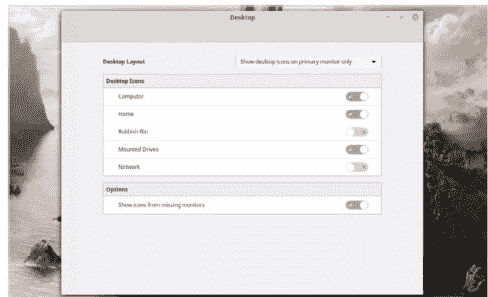 Desktop
Desktop Layout
Show desktop icons on primary monitor only
Desktop Icons
Computer
Home
Rubbish Bin
Mounted Drives
Network
Options
Show icons from missing monitors